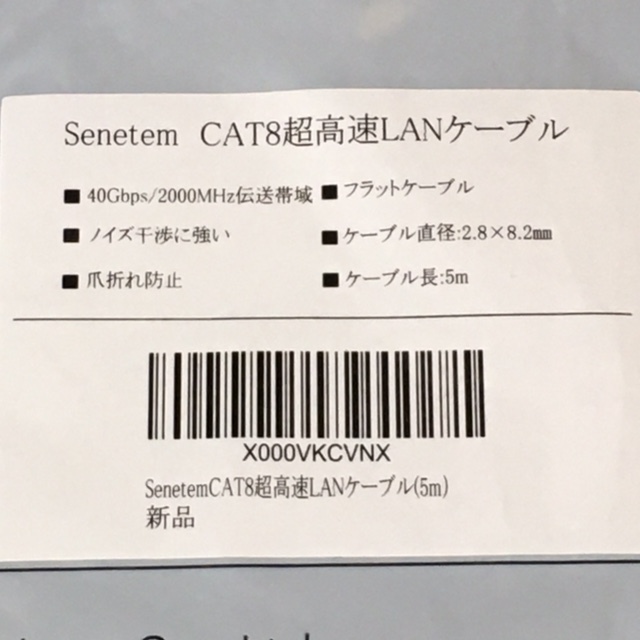 Senetem CAT8超高速LANケーブル
■ 40Gbps/2000MHz伝送帯域 ■ フラットケーブル
■ ノイズ干渉に強い ■ ケーブル直径:2.8×8.2㎜
■ 爪折れ防止 ■ ケーブル長:5m
X000VKCVNX
SenetemCAT8超高速LANケーブル(5m)
新品